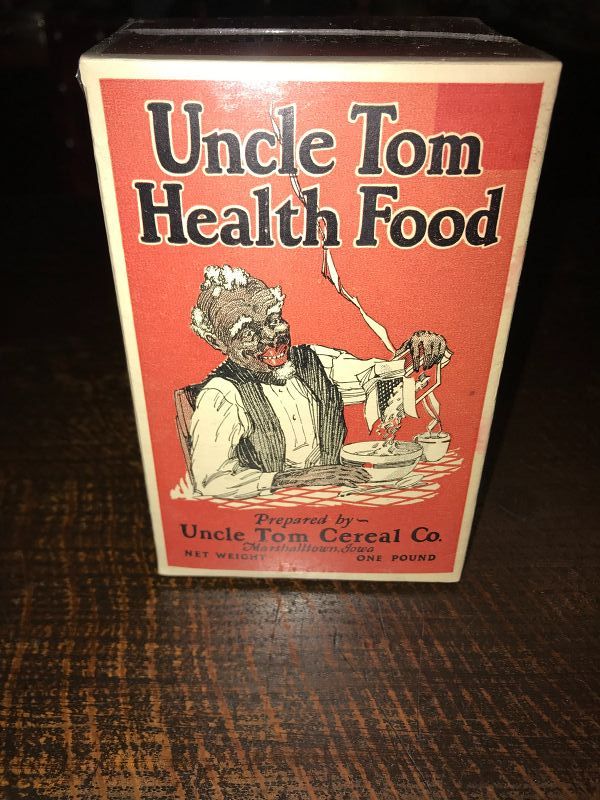 Uncle Tom
Health Food
Prepared by ~
Uncle Tom Cereal Co.
Marshalltown, Iowa
NET WEIGHT ONE POUND